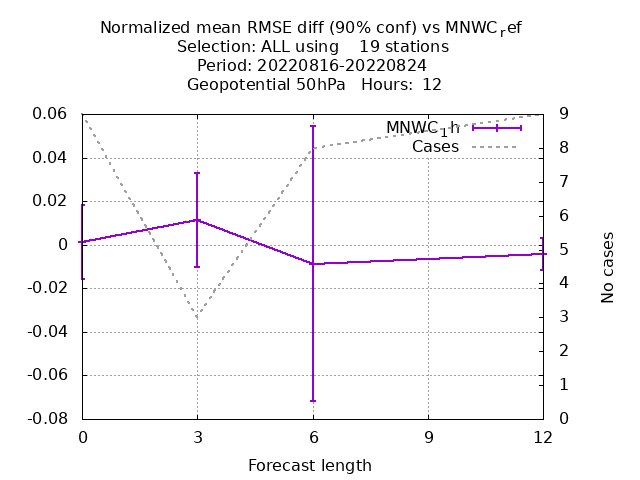 Normalized mean RMSE diff (90% conf) vs MNWC_ref
Selection: ALL using    19 stations
Period: 20220816-20220824
Geopotential 50hPa   Hours:  12
MNWC_1h
Cases
0.06
0.04
0.02
0
-0.02
-0.04
-0.06
-0.08
9
8
7
6
5
4
3
2
1
0
No cases
0 3 6 9 12
Forecast length